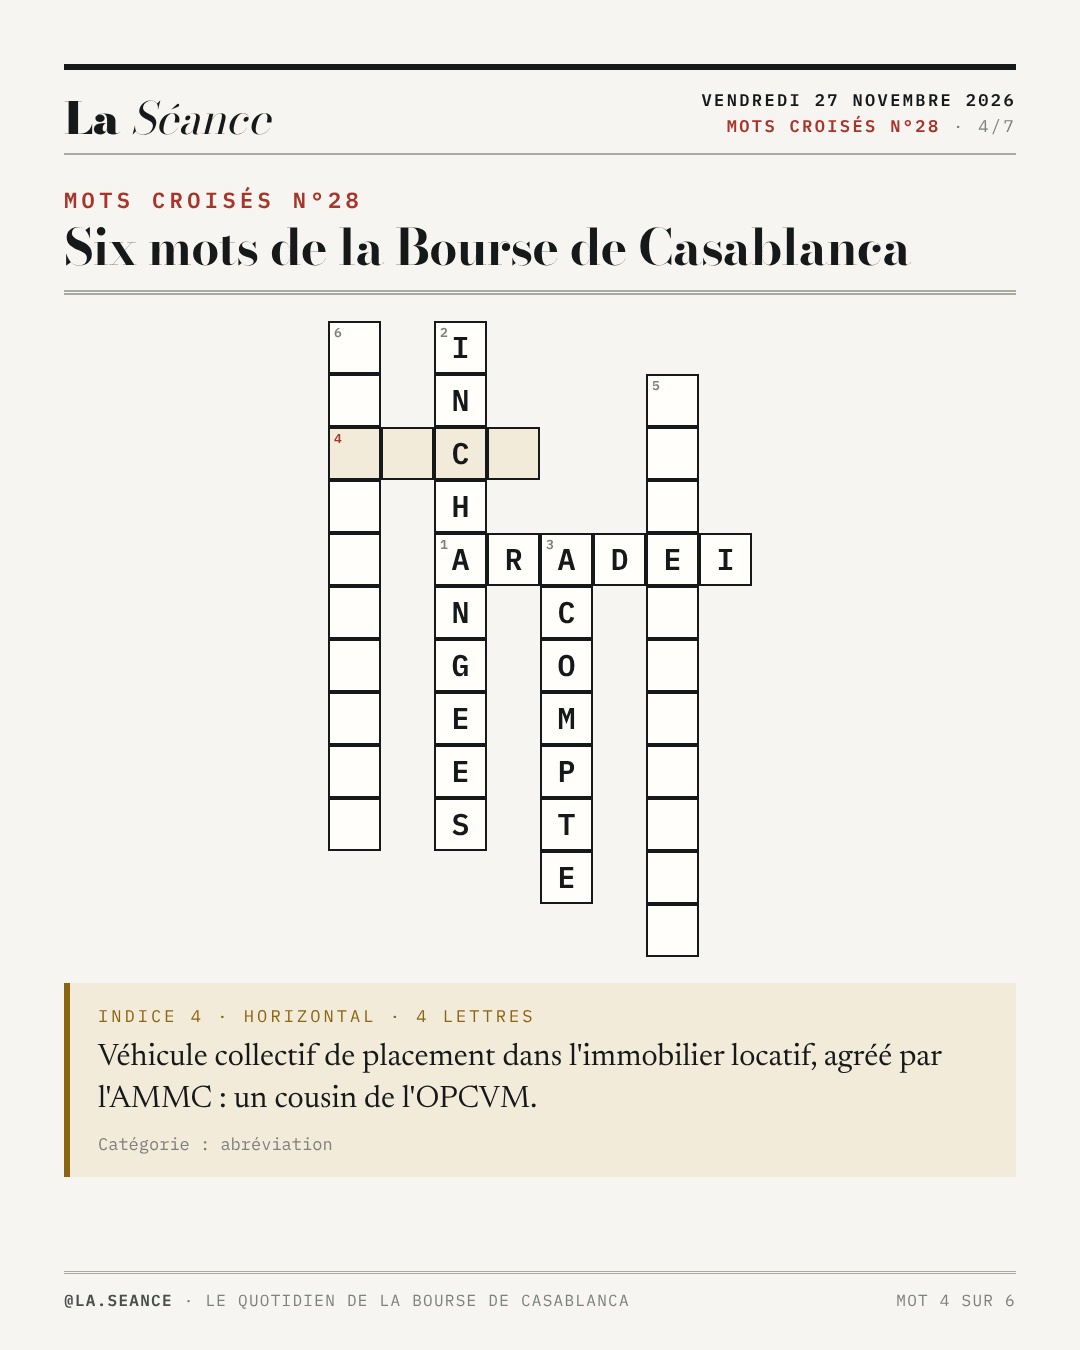 La Séance
VENDREDI 27 NOVEMBRE 2026
MOTS CROISÉS N°28 · 4/7
MOTS CROISÉS N°28
Six mots de la Bourse de Casablanca
6 2 I
N 5
4 C
H
1 A R 3 A D E I
N C
G O
E M
E P
S T
E
INDICE 4 · HORIZONTAL · 4 LETTRES
Véhicule collectif de placement dans l'immobilier locatif, agréé par
l'AMMC : un cousin de l'OPCVM.
Catégorie : abréviation
@LA.SEANCE · LE QUOTIDIEN DE LA BOURSE DE CASABLANCA
MOT 4 SUR 6